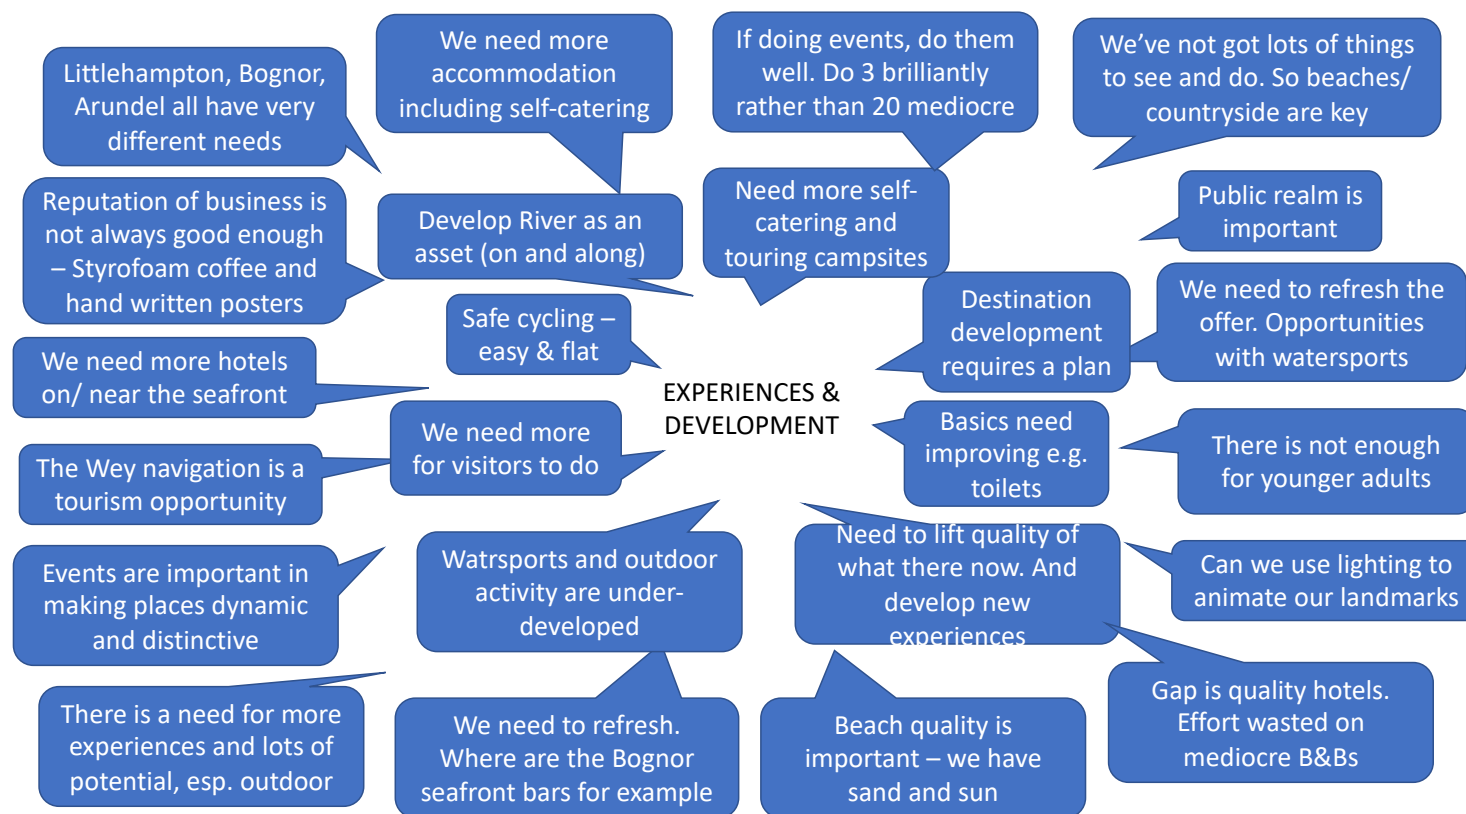 Littlehampton, Bognor,
Arundel all have very
different needs
We need more
accommodation
including self-catering
If doing events, do them
well. Do 3 brilliantly
rather than 20 mediocre
We’ve not got lots of things
to see and do. So beaches/
countryside are key
Reputation of business is
not always good enough
– Styrofoam coffee and
hand written posters
Develop River as an
asset (on and along)
Need more self-
catering and
touring campsites
Public realm is
important
Safe cycling –
easy & flat
Destination
development
requires a plan
We need to refresh the
offer. Opportunities
with watersports
We need more hotels
on/ near the seafront
EXPERIENCES &
DEVELOPMENT
We need more
for visitors to do
Basics need
improving e.g.
toilets
There is not enough
for younger adults
The Wey navigation is a
tourism opportunity
Events are important in
making places dynamic
and distinctive
Watrsports and outdoor
activity are under-
developed
Need to lift quality of
what there now. And
develop new
experiences
Can we use lighting to
animate our landmarks
There is a need for more
experiences and lots of
potential, esp. outdoor
We need to refresh.
Where are the Bognor
seafront bars for example
Beach quality is
important – we have
sand and sun
Gap is quality hotels.
Effort wasted on
mediocre B&Bs